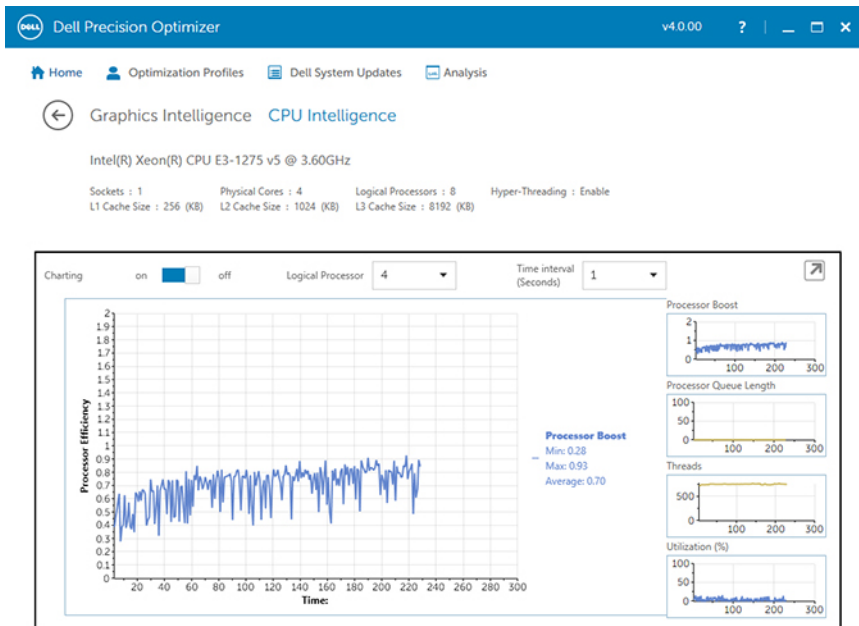 DELL Dell Precision Optimizer v4.0.00 ?
Home Optimization Profiles Dell System Updates Analysis
Graphics Intelligence CPU Intelligence
Intel(R) Xeon(R) CPU E3-1275 v5 @ 3.60GHz
Sockets : 1 Physical Cores : 4 Logical Processors : 8 Hyper-Threading : Enable
L1 Cache Size : 256 (KB) L2 Cache Size : 1024 (KB) L3 Cache Size : 8192 (KB)
Charting on off Logical Processor 4 Time interval (Seconds) 1
Processor Efficiency
2
1.9
1.8
1.7
1.6
1.5
1.4
1.3
1.2
1.1
1
0.9
0.8
0.7
0.6
0.5
0.4
0.3
0.2
0.1
0
20 40 60 80 100 120 140 160 180 200 220 240 260 280 300
Time:
Processor Boost
Min: 0.28
Max: 0.93
Average: 0.70
Processor Boost
2
1
0
100 200 300
Processor Queue Length
100
50
0
100 200 300
Threads
500
0
100 200 300
Utilization (%)
100
50
0
100 200 300